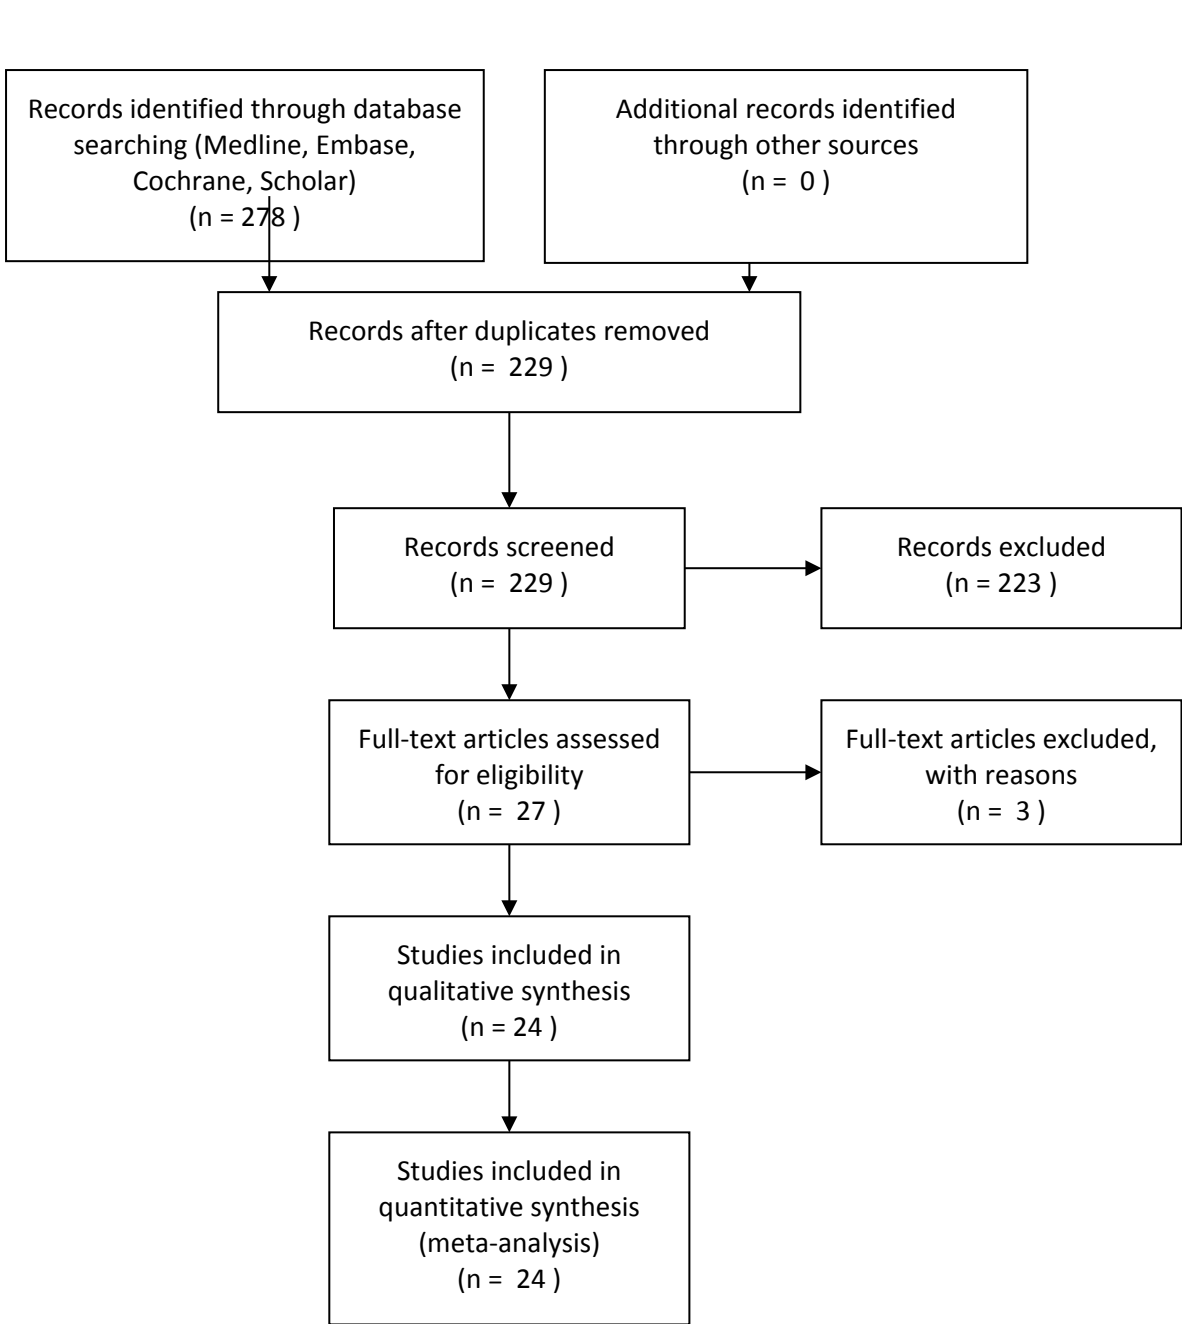 Records identified through database
searching (Medline, Embase,
Cochrane, Scholar)
(n = 278 )
Additional records identified
through other sources
(n =  0 )
Records after duplicates removed
(n =  229 )
Records screened
(n =  229 )
Records excluded
(n = 223 )
Full-text articles assessed
for eligibility
(n =  27 )
Full-text articles excluded,
with reasons
(n =  3 )
Studies included in
qualitative synthesis
(n = 24 )
Studies included in
quantitative synthesis
(meta-analysis)
(n =  24 )